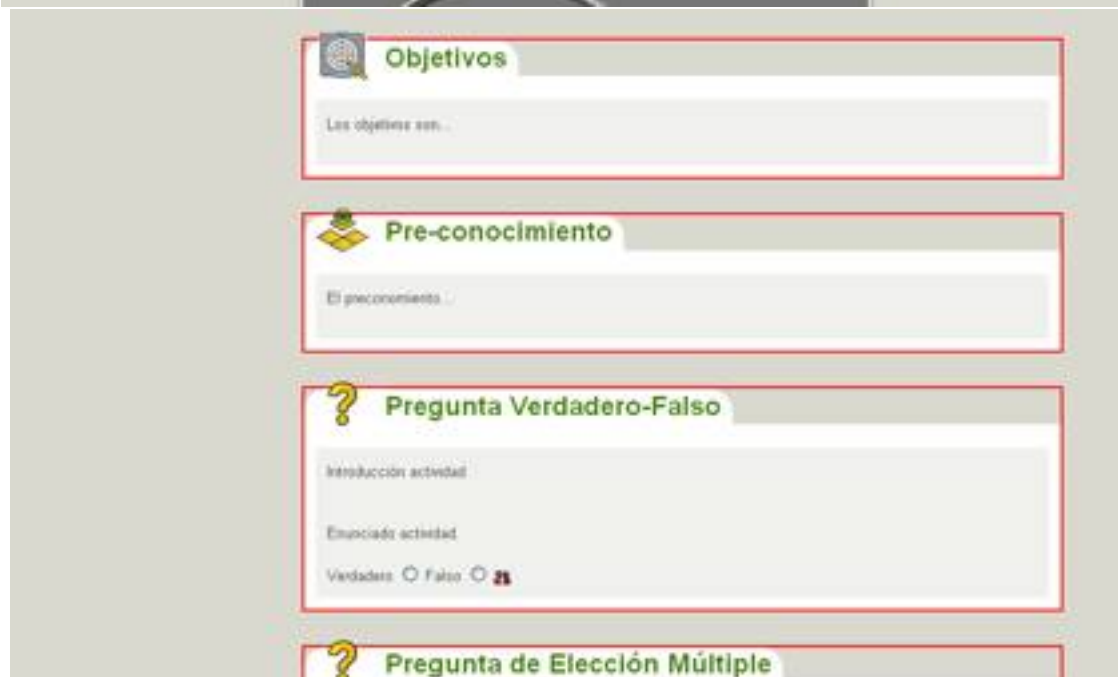 Objetivos
Los objetivos son...
Pre-conocimiento
El preconomiento...
Pregunta Verdadero-Falso
Introducción actividad
Enunciado actividad
Verdadero Falso
Pregunta de Elección Múltiple